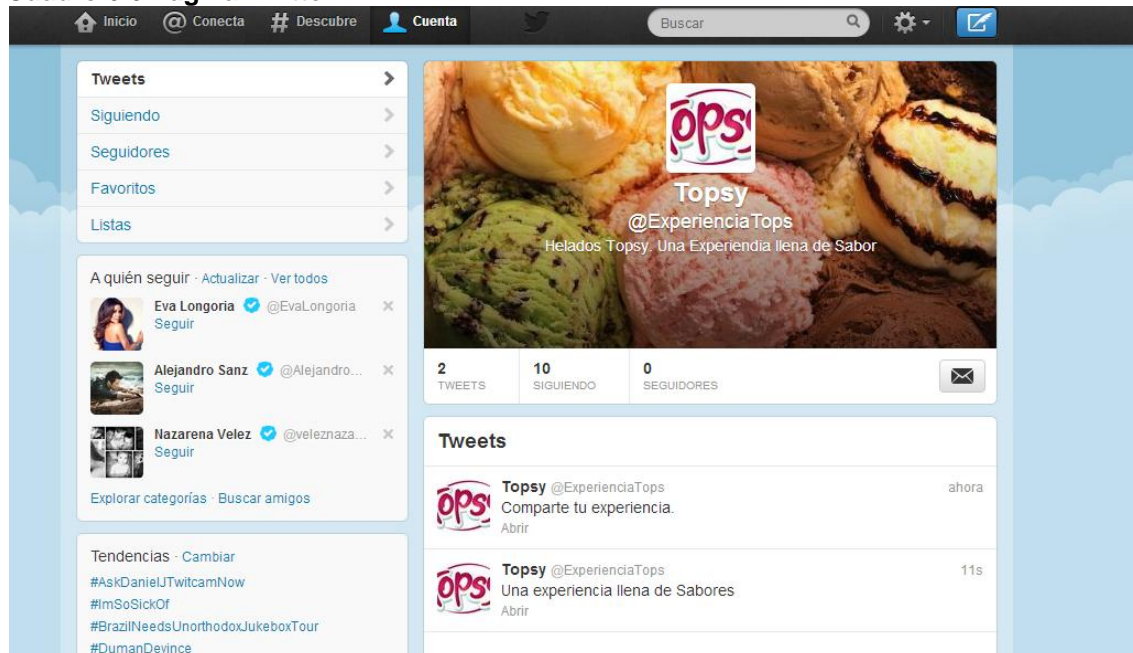 Inicio Conecta Descubre Cuenta Buscar
Tweets
Siguiendo
Seguidores
Favoritos
Listas
A quién seguir · Actualizar · Ver todos
Eva Longoria @EvaLongoria
Seguir
Alejandro Sanz @Alejandro...
Seguir
Nazarena Velez @veleznaza...
Seguir
Explorar categorías · Buscar amigos
Tendencias · Cambiar
#AskDanielJTwitcamNow
#ImSoSickOf
#BrazilNeedsUnorthodoxJukeboxTour
#DumanDevince
OPS
Topsy
@ExperienciaTops
Helados Topsy. Una Experiendia llena de Sabor
2 10 0
TWEETS SIGUIENDO SEGUIDORES
Tweets
OPS
Topsy @ExperienciaTops ahora
Comparte tu experiencia.
Abrir
OPS
Topsy @ExperienciaTops 11s
Una experiencia llena de Sabores
Abrir